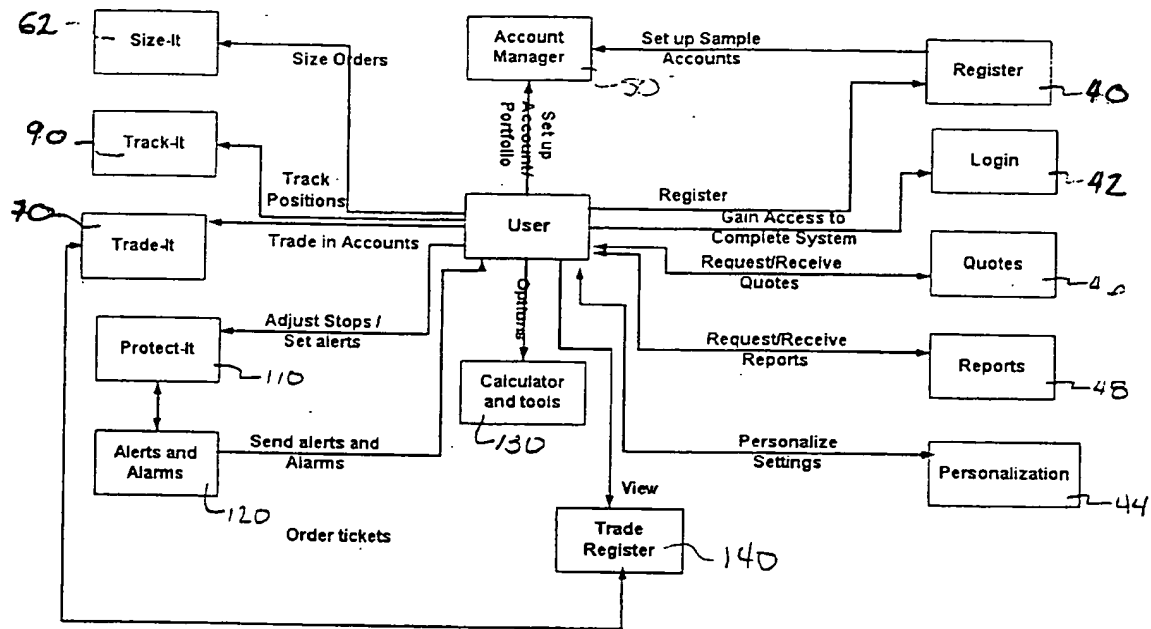 62
Size-It
Size Orders
Account
Manager
50
Set up Sample
Accounts
Register
40
90
Track-It
Track
Positions
Set up
Account/
Portfolio
Login
42
70
Trade-It
Trade in Accounts
User
Register
Gain Access to
Complete System
Request/Receive
Quotes
Quotes
Adjust Stops /
Set alerts
Protect-It
110
Options
Calculator
and tools
130
Request/Receive
Reports
Reports
48
Alerts and
Alarms
120
Send alerts and
Alarms
Personalize
Settings
Personalization
44
View
Order tickets
Trade
Register
140